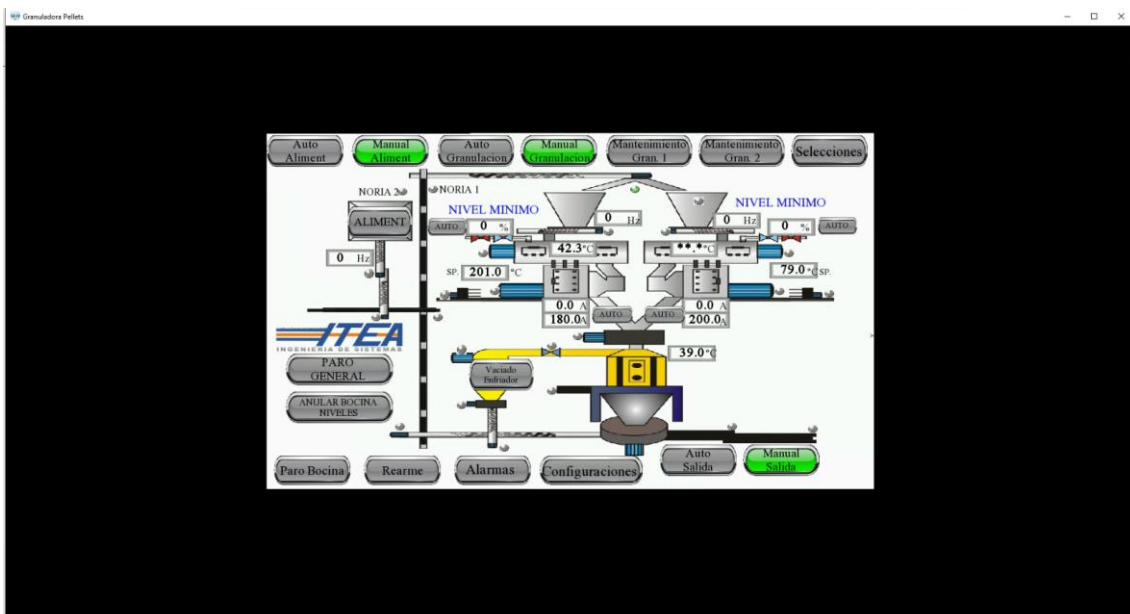 Granuladora Pellets
Auto Aliment
Manual Aliment
Auto Granulacion
Manual Granulacion
Mantenimiento Gran. 1
Mantenimiento Gran. 2
Selecciones
NORIA 2
NORIA 1
NIVEL MINIMO
NIVEL MINIMO
ALIMENT
AUTO
0 %
0 Hz
0 Hz
0 %
AUTO
0 Hz
42.3°C
**.*°C
SP. 201.0 °C
79.0°C SP.
0.0 A
180.0A
AUTO
AUTO
0.0 A
200.0A
ITEA
INGENIERIA DE SISTEMAS
39.0°C
PARO GENERAL
Vaciado Enfriador
ANULAR BOCINA NIVELES
Paro Bocina
Rearme
Alarmas
Configuraciones
Auto Salida
Manual Salida